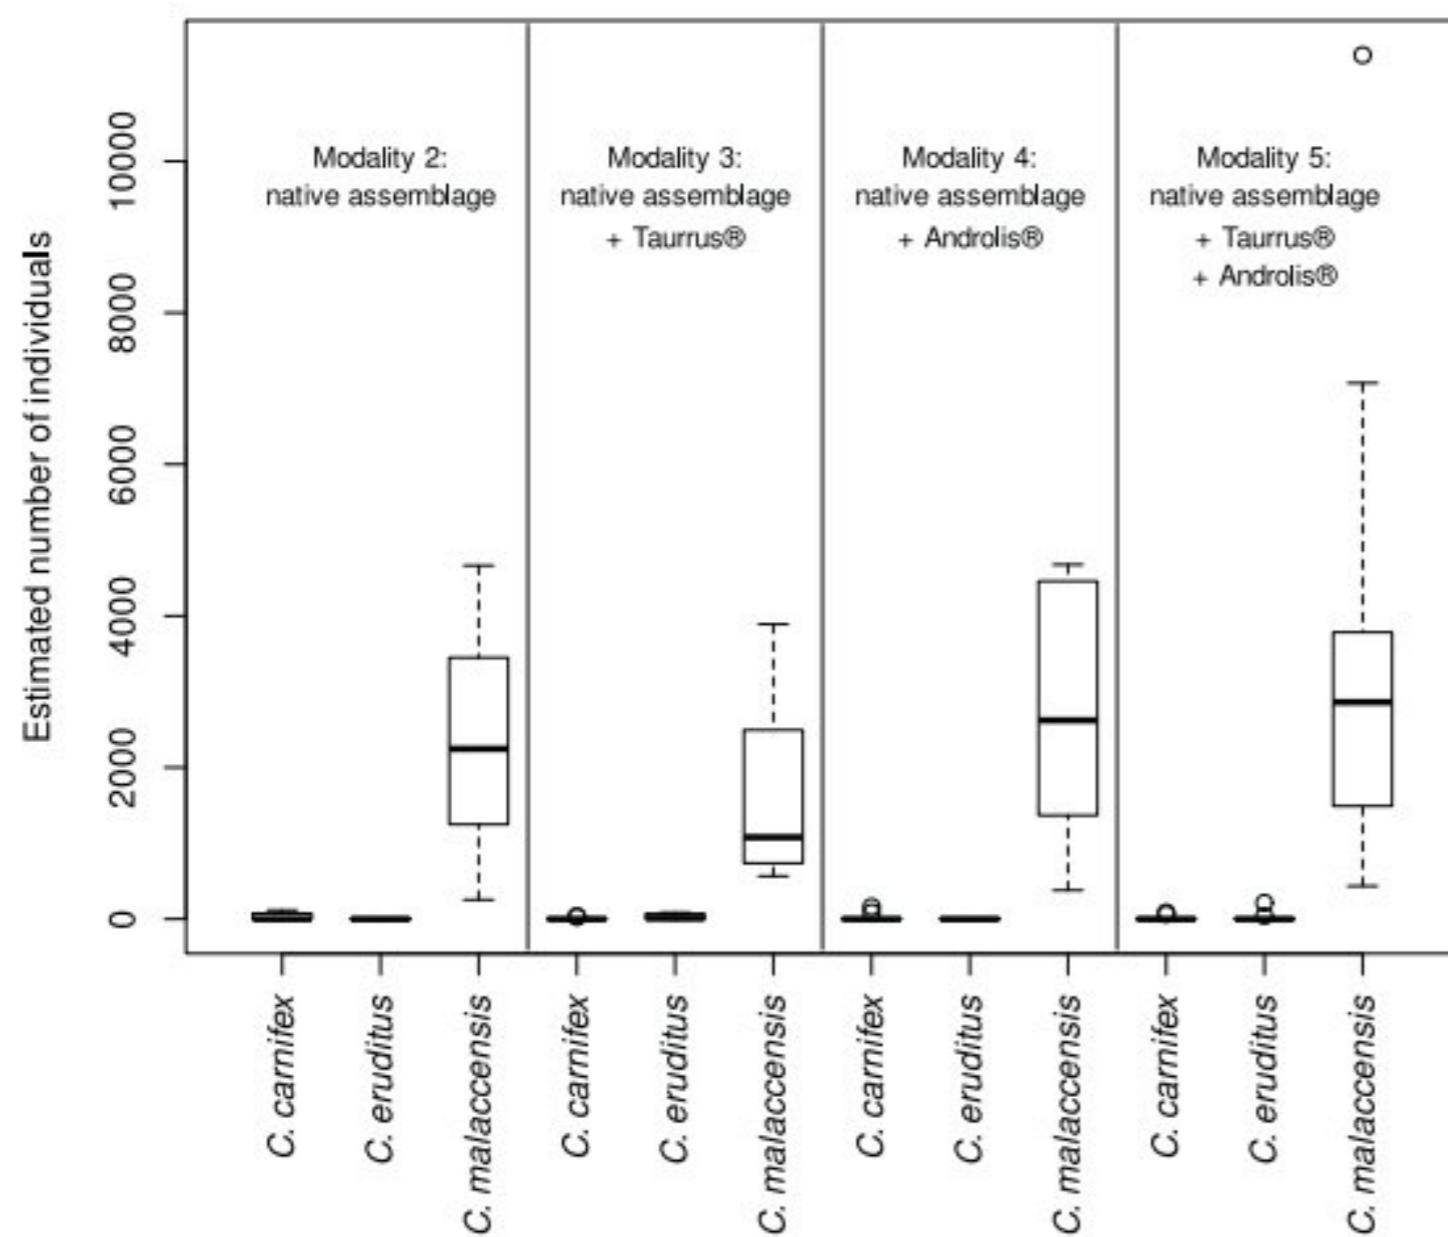 Estimated number of individuals
10000
8000
6000
4000
2000
0
Modality 2:
native assemblage
Modality 3:
native assemblage
+ Taurrus®
Modality 4:
native assemblage
+ Androlis®
Modality 5:
native assemblage
+ Taurrus®
+ Androlis®
C. carnifex
C. eruditus
C. malaccensis
C. carnifex
C. eruditus
C. malaccensis
C. carnifex
C. eruditus
C. malaccensis
C. carnifex
C. eruditus
C. malaccensis